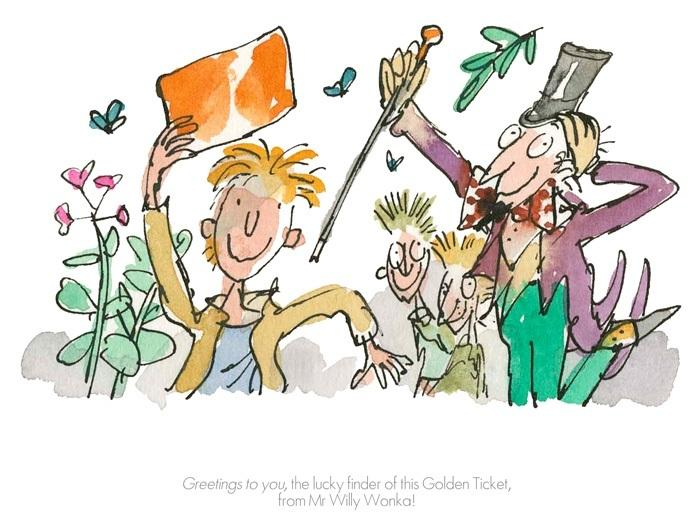 Greetings to you, the lucky finder of this Golden Ticket,
from Mr Willy Wonka!